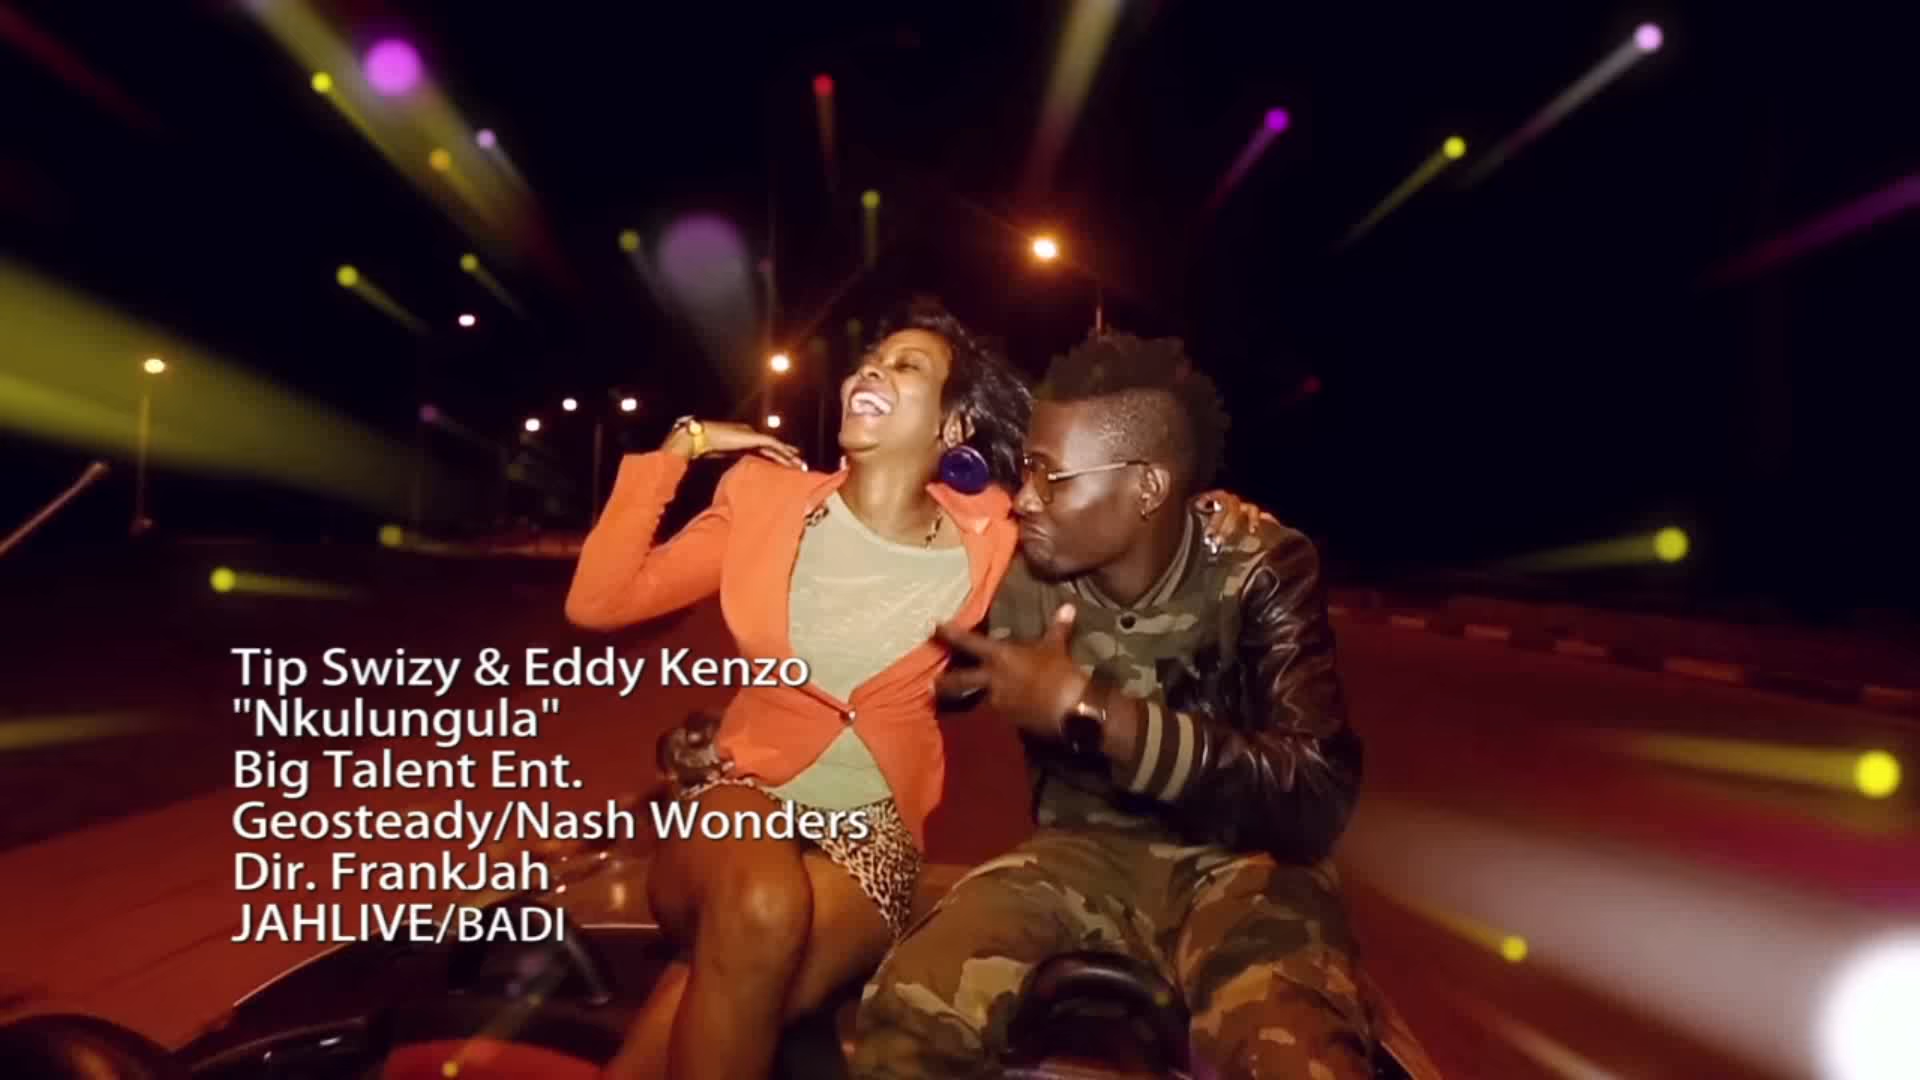 Tip Swizy & Eddy Kenzo
"Nkulungula"
Big Talent Ent.
Geosteady/Nash Wonders
Dir. FrankJah
JAHLIVE/BADI